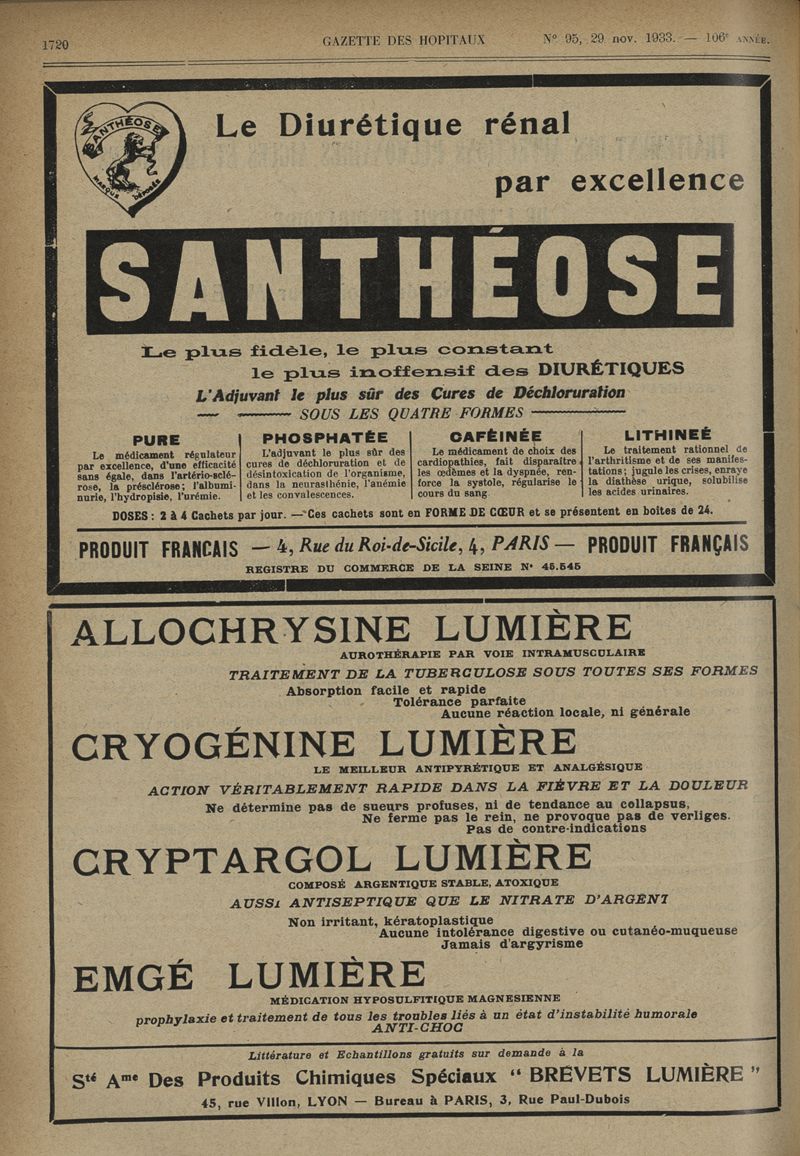 1720
GAZETTE DES HOPITAUX
N° 95, 29 nov. 1933. — 106e ANNÉE.
SANTHÉOSE
MARQUE DÉPOSÉE
Le Diurétique rénal
par excellence
SANTHÉOSE
Le plus fidèle, le plus constant
le plus inoffensif des DIURÉTIQUES
L'Adjuvant le plus sûr des Cures de Déchloruration
— SOUS LES QUATRE FORMES —
PURE
Le médicament régulateur
par excellence, d'une efficacité
sans égale, dans l'artério-sclé-
rose, la présclérose; l'albumi-
nurie, l'hydropisie, l'urémie.
PHOSPHATÉE
L'adjuvant le plus sûr des
cures de déchloruration et de
désintoxication de l'organisme,
dans la neurasthénie, l'anémie
et les convalescences.
CAFÉINÉE
Le médicament de choix des
cardiopathies, fait disparaître
les œdèmes et la dyspnée, ren-
force la systole, régularise le
cours du sang
LITHINEÉ
Le traitement rationnel de
l'arthritisme et de ses manifes-
tations; jugule les crises, enraye
la diathèse urique, solubilise
les acides urinaires.
DOSES : 2 à 4 Cachets par jour. — Ces cachets sont en FORME DE CŒUR et se présentent en boites de 24.
PRODUIT FRANCAIS — 4, Rue du Roi-de-Sicile, 4, PARIS — PRODUIT FRANÇAIS
REGISTRE DU COMMERCE DE LA SEINE N° 45.545
ALLOCHRYSINE LUMIÈRE
AUROTHÉRAPIE PAR VOIE INTRAMUSCULAIRE
TRAITEMENT DE LA TUBERCULOSE SOUS TOUTES SES FORMES
Absorption facile et rapide
Tolérance parfaite
Aucune réaction locale, ni générale
CRYOGÉNINE LUMIÈRE
LE MEILLEUR ANTIPYRÉTIQUE ET ANALGÉSIQUE
ACTION VÉRITABLEMENT RAPIDE DANS LA FIÈVRE ET LA DOULEUR
Ne détermine pas de sueurs profuses, ni de tendance au collapsus,
Ne ferme pas le rein, ne provoque pas de verliges.
Pas de contre-indications
CRYPTARGOL LUMIÈRE
COMPOSÉ ARGENTIQUE STABLE, ATOXIQUE
AUSSI ANTISEPTIQUE QUE LE NITRATE D'ARGENT
Non irritant, kératoplastique
Aucune intolérance digestive ou cutanéo-muqueuse
Jamais d'argyrisme
EMGÉ LUMIÈRE
MÉDICATION HYPOSULFITIQUE MAGNESIENNE
prophylaxie et traitement de tous les troubles liés à un état d'instabilité humorale
ANTI-CHOC
Littérature et Echantillons gratuits sur demande à la
Sté Ame Des Produits Chimiques Spéciaux " BREVETS LUMIÈRE "
45, rue Villon, LYON — Bureau à PARIS, 3, Rue Paul-Dubois